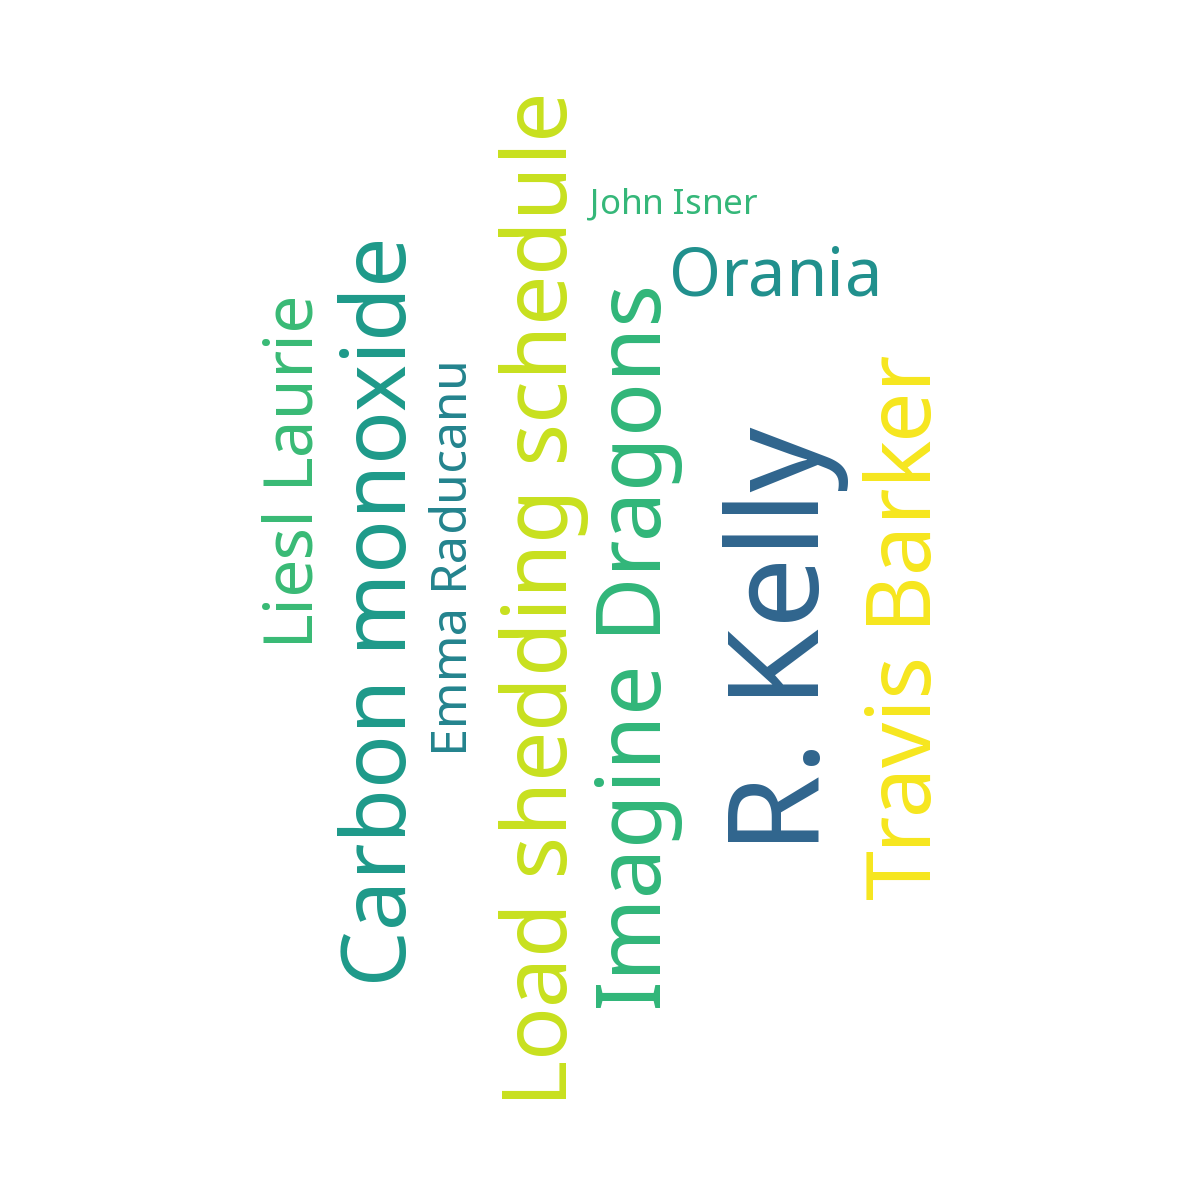 Liesl Laurie
Carbon monoxide
Emma Raducanu
Load shedding schedule
John Isner
Imagine Dragons
Orania
R. Kelly
Travis Barker